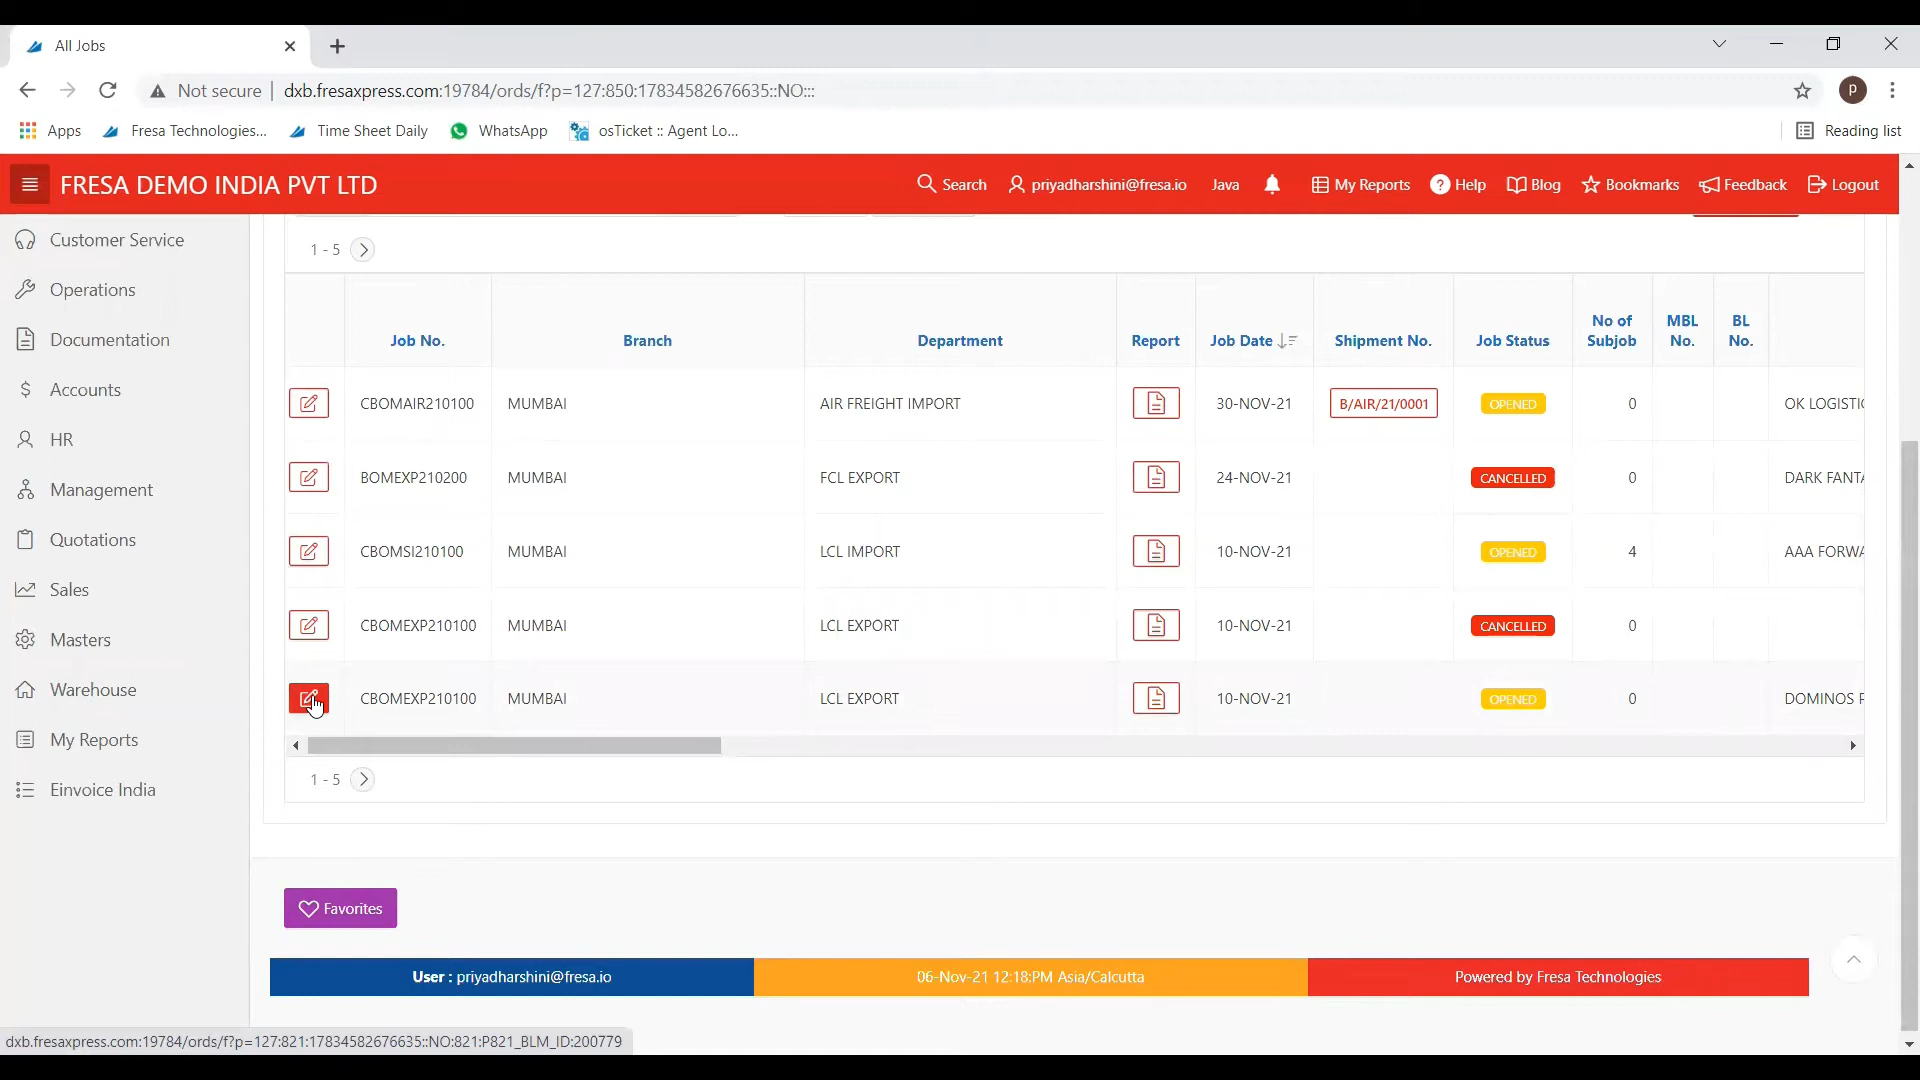 All Jobs
Not secure
dxb.fresaxpress.com:19784/ords/f?p=127:850:17834582676635::NO:::
P
Apps
Fresa Technologies...
Time Sheet Daily
WhatsApp
osTicket :: Agent Lo...
Reading list
FRESA DEMO INDIA PVT LTD
Search
priyadharshini@fresa.io
Java
My Reports
Help
Blog
Bookmarks
Feedback
Logout
Customer Service
Operations
Documentation
Accounts
HR
Management
Quotations
Sales
Masters
Warehouse
My Reports
Einvoice India
1 - 5
Job No. Branch Department Report Job Date Shipment No. Job Status No of Subjob MBL No. BL No.
CBOMAIR210100 MUMBAI AIR FREIGHT IMPORT 30-NOV-21 B/AIR/21/0001 OPENED 0 OK LOGISTIC
BOMEXP210200 MUMBAI FCL EXPORT 24-NOV-21 CANCELLED 0 DARK FANTA
CBOMSI210100 MUMBAI LCL IMPORT 10-NOV-21 OPENED 4 AAA FORWA
CBOMEXP210100 MUMBAI LCL EXPORT 10-NOV-21 CANCELLED 0
CBOMEXP210100 MUMBAI LCL EXPORT 10-NOV-21 OPENED 0 DOMINOS P
1 - 5
Favorites
User : priyadharshini@fresa.io
06-Nov-21 12:18:PM Asia/Calcutta
Powered by Fresa Technologies
dxb.fresaxpress.com:19784/ords/f?p=127:821:17834582676635::NO:821:P821_BLM_ID:200779